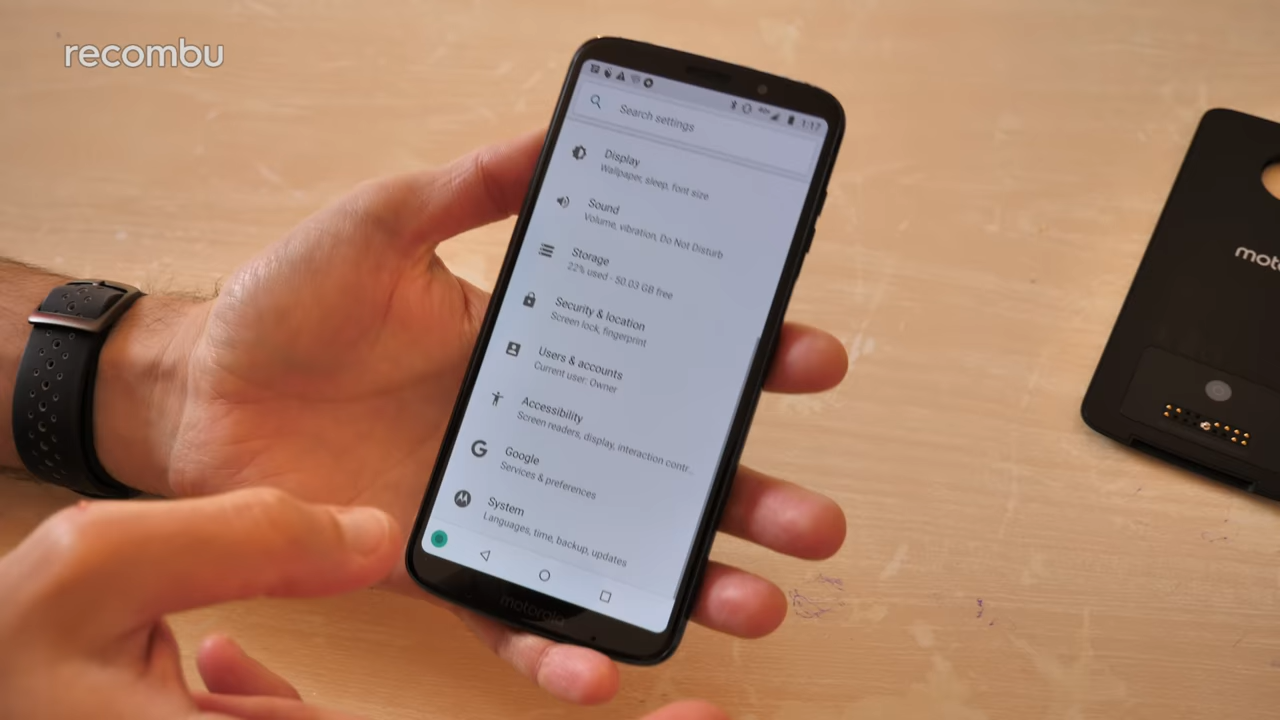 recombu
1:17
Search settings
Display
Wallpaper, sleep, font size
Sound
Volume, vibration, Do Not Disturb
Storage
22% used - 50.03 GB free
Security & location
Screen lock, fingerprint
Users & accounts
Current user: Owner
Accessibility
Screen readers, display, interaction contr...
Google
Services & preferences
System
Languages, time, backup, updates
motorola
moto